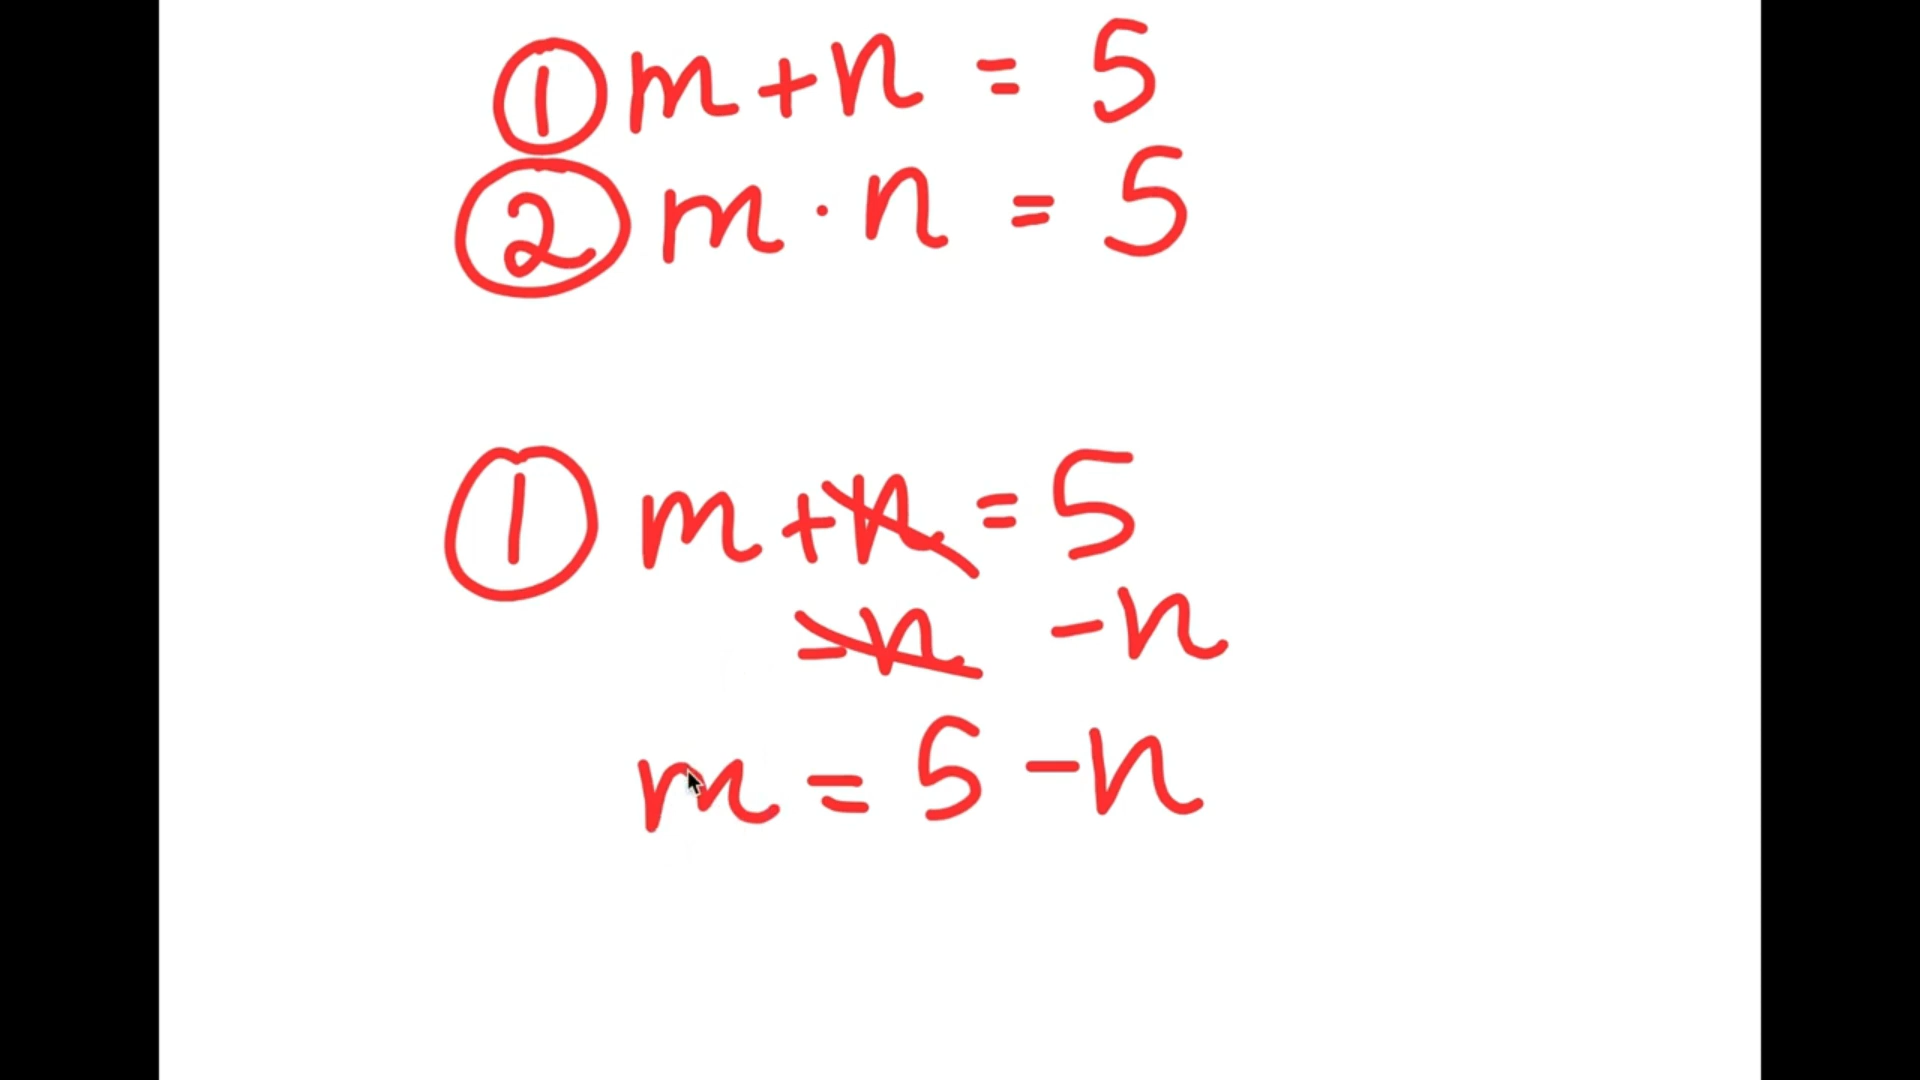 ① m + n = 5
② m · n = 5
① m + n = 5
- n - n
m = 5 - n